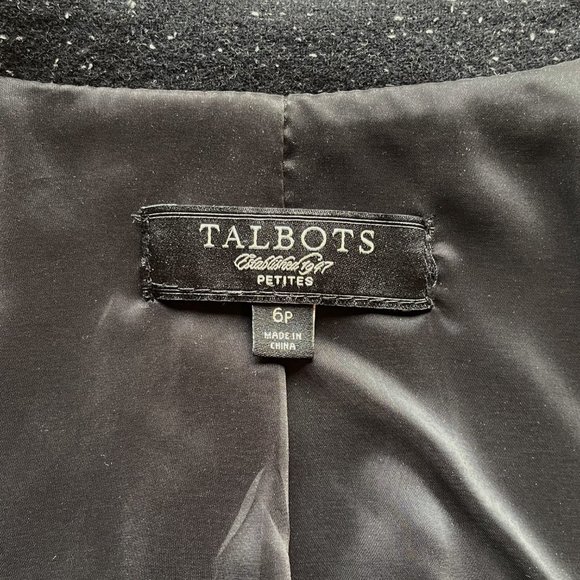 TALBOTS
Established 1947
PETITES
6P
MADE IN
CHINA